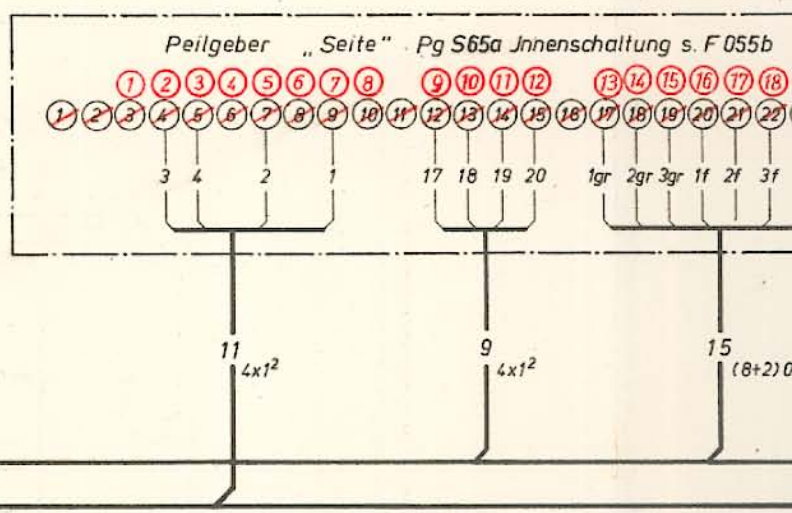 Peilgeber „Seite" Pg S65a Jnnenschaltung s. F 055b
1 2 3 4 5 6 7 8 9 10 11 12 13 14 15 16 17 18
1 2 3 4 5 6 7 8 9 10 11 12 13 14 15 16 17 18 19 20 21 22
3 4 2 1 17 18 19 20 1gr 2gr 3gr 1f 2f 3f
11 9 15
4x1² 4x1² (8+2)0